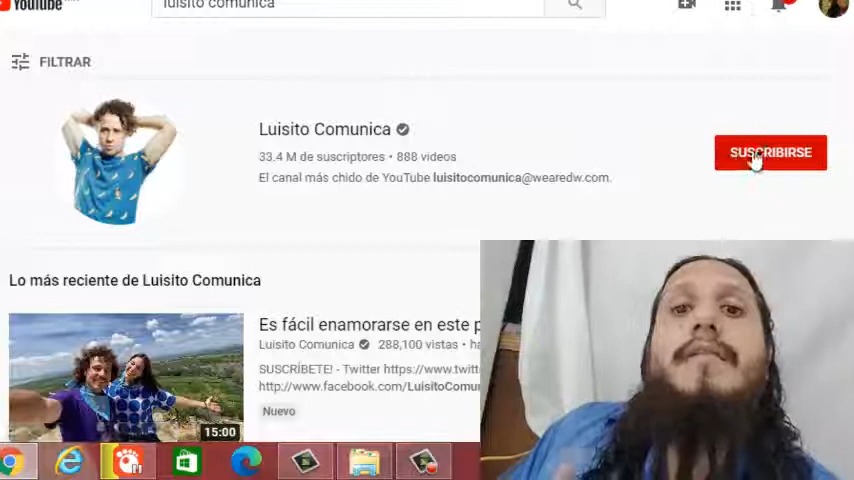 YouTube
luisito comunica
FILTRAR
Luisito Comunica
33.4 M de suscriptores • 888 videos
El canal más chido de YouTube luisitocomunica@wearedw.com.
SUSCRIBIRSE
Lo más reciente de Luisito Comunica
Es fácil enamorarse en este
Luisito Comunica 288,100 vistas •
SUSCRÍBETE! - Twitter https://www.twitt
http://www.facebook.com/LuisitoComu
Nuevo
15:00